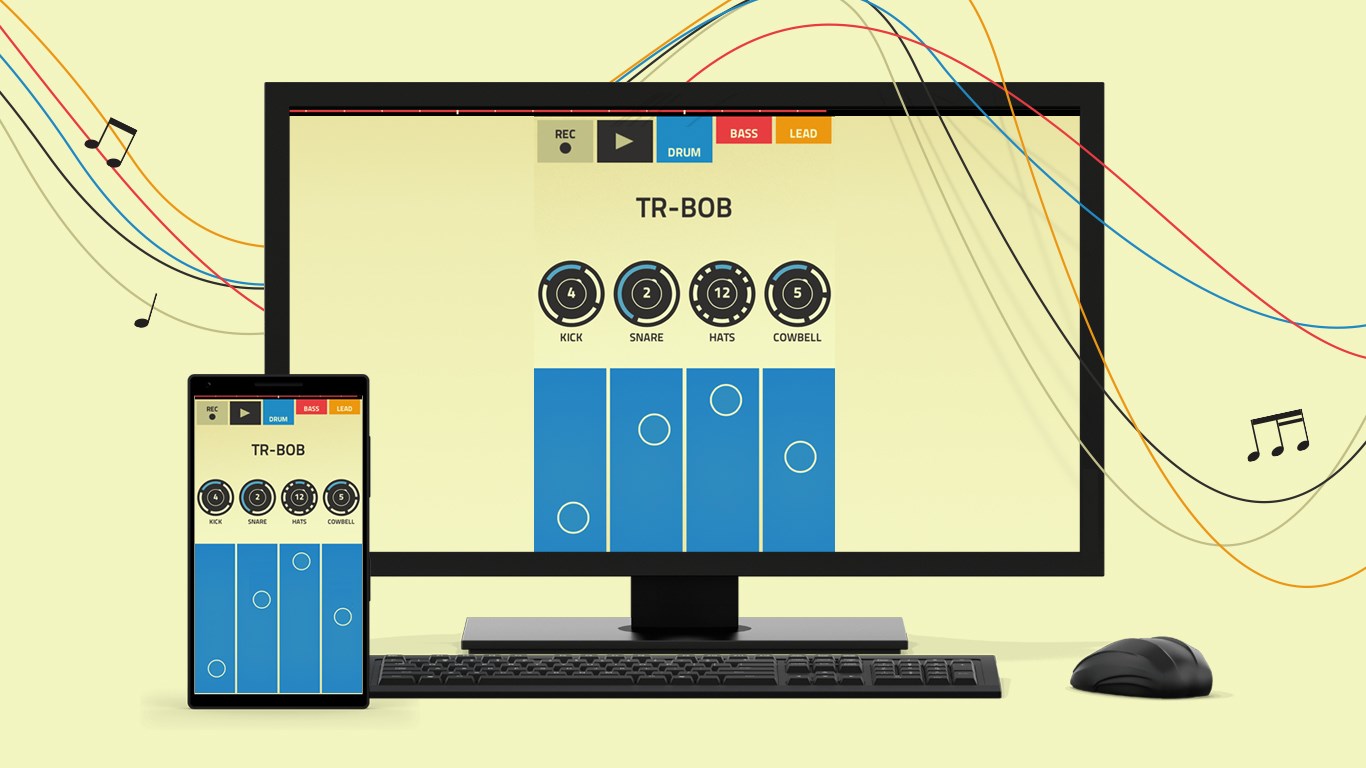 REC
DRUM
BASS
LEAD
TR-BOB
4 2 12 5
KICK SNARE HATS COWBELL
REC
DRUM
BASS
LEAD
TR-BOB
4 2 12 5
KICK SNARE HATS COWBELL